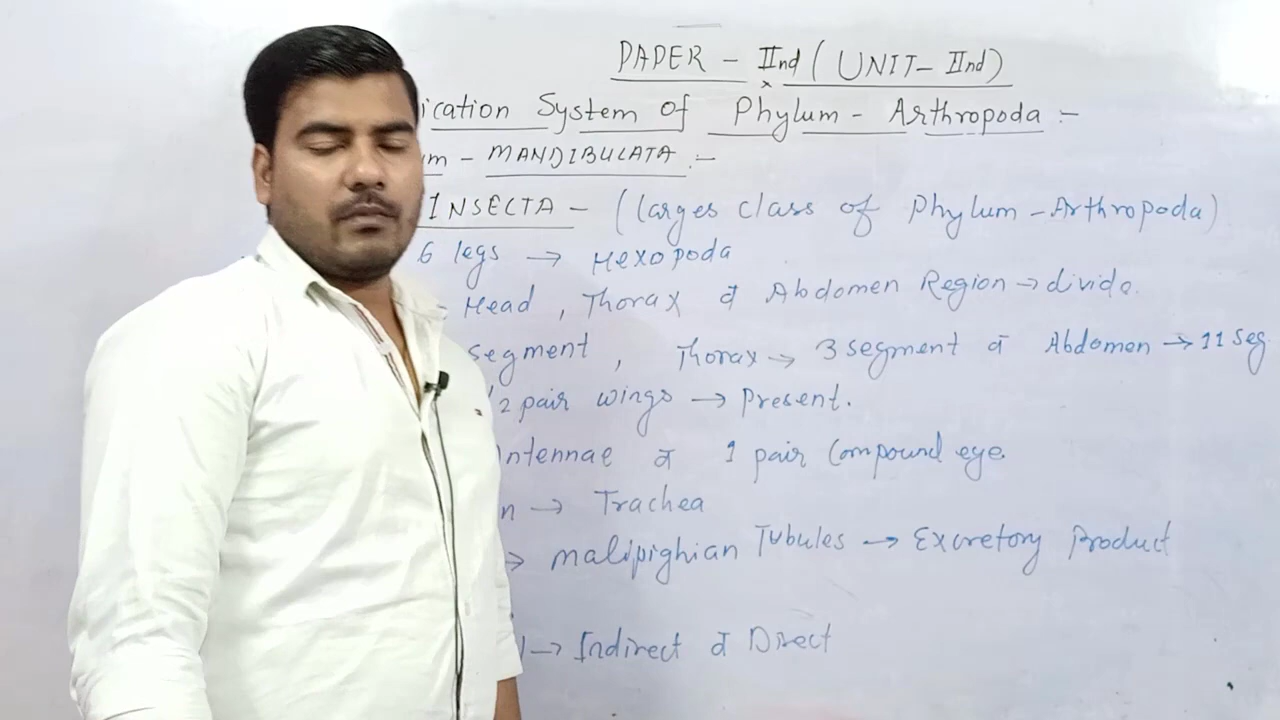 PAPER - IInd (UNIT- IInd)
ication System of Phylum - Arthropoda :-
m - MANDIBULATA :-
INSECTA - (Larges class of Phylum - Arthropoda)
6 legs → Hexopoda
- Head , Thorax व Abdomen Region → divide.
segment , Thorax → 3 segment व Abdomen → 11 seg.
/2 pair wings → Present.
ntennae व 1 pair Compound eye.
n → Trachea
→ malipighian Tubules → Excretory Product
l → Indirect व Direct